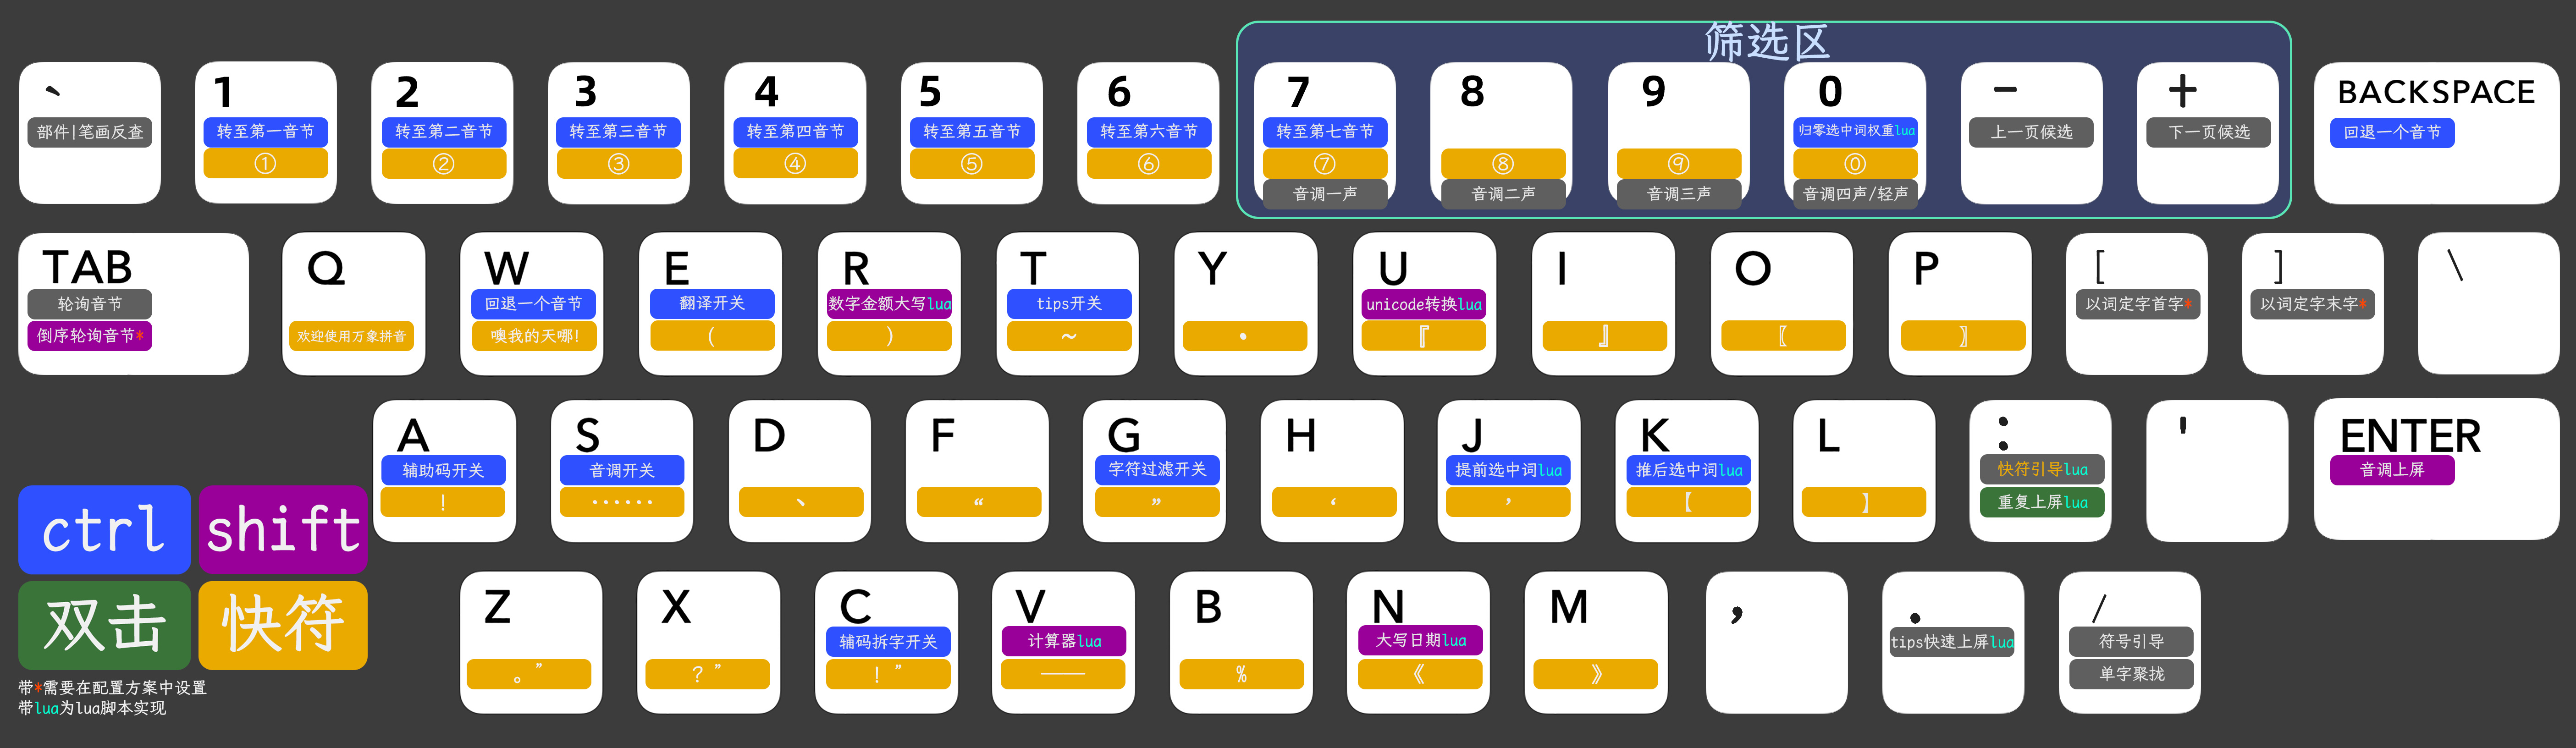 筛选区
` 1 2 3 4 5 6 7 8 9 0 - + BACKSPACE
部件|笔画反查 转至第一音节 转至第二音节 转至第三音节 转至第四音节 转至第五音节 转至第六音节 转至第七音节 归零选中词权重lua 上一页候选 下一页候选 回退一个音节
① ② ③ ④ ⑤ ⑥ ⑦ ⑧ ⑨ ⓪
音调一声 音调二声 音调三声 音调四声/轻声
TAB Q W E R T Y U I O P [ ] \
轮询音节 回退一个音节 翻译开关 数字金额大写lua tips开关 unicode转换lua 以词定字首字* 以词定字末字*
倒序轮询音节* 欢迎使用万象拼音 噢我的天哪! ( ) ~ · 『 』 〖 〗
A S D F G H J K L : ' ENTER
辅助码开关 音调开关 字符过滤开关 提前选中词lua 推后选中词lua 快符引导lua 音调上屏
! …… 、 “ ” ‘ ’ 【 】 重复上屏lua
ctrl shift
双击 快符
Z X C V B N M , . /
辅码拆字开关 计算器lua 大写日期lua tips快速上屏lua 符号引导
。” ?” !” —— % 《 》 单字聚拢
带*需要在配置方案中设置
带lua为lua脚本实现